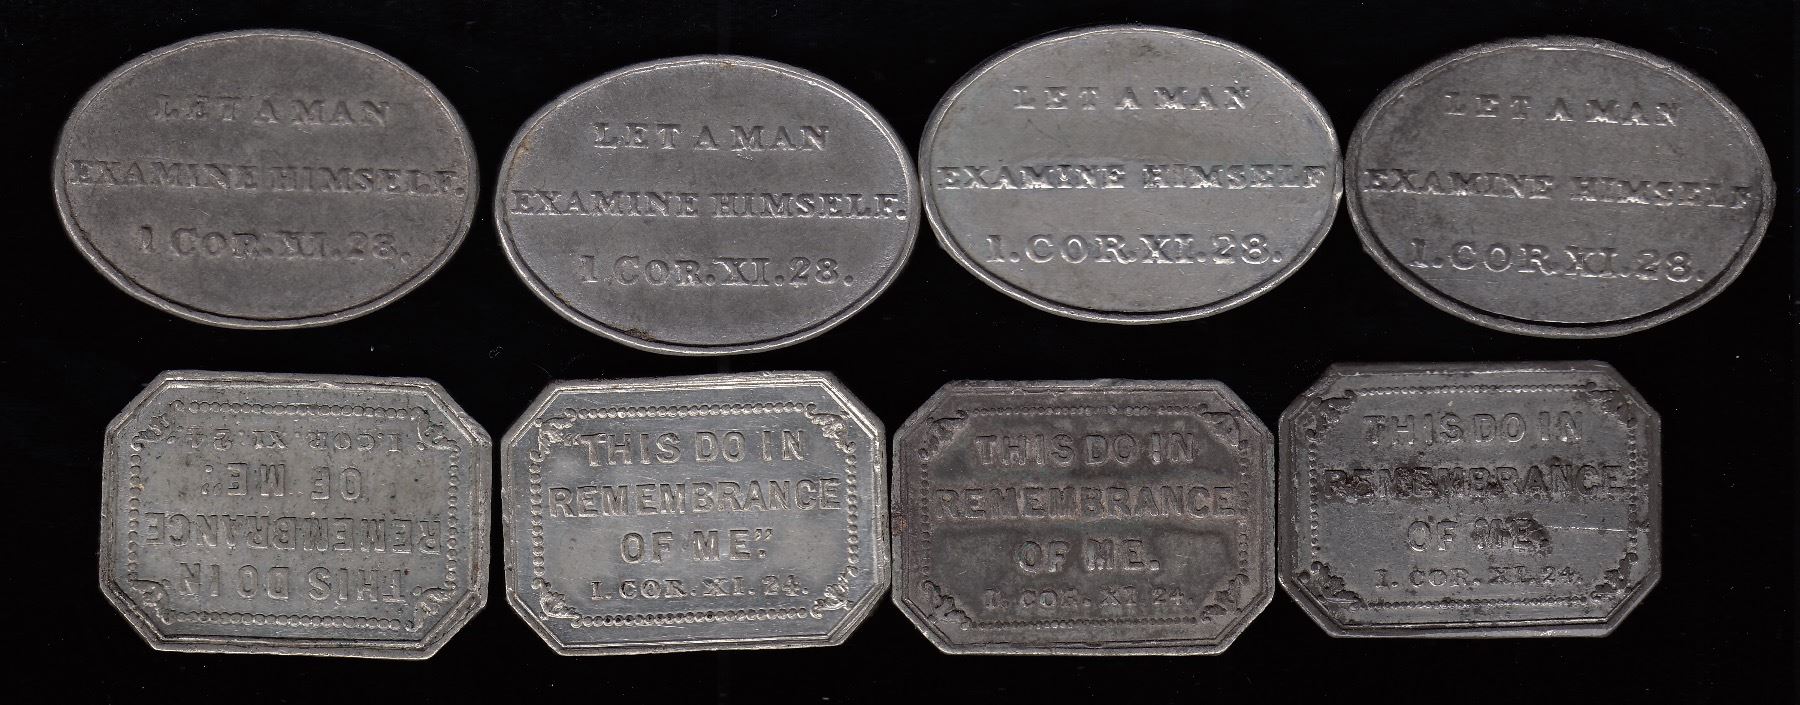 LET A MAN
EXAMINE HIMSELF.
1 COR. XI. 28.
LET A MAN
EXAMINE HIMSELF.
1. COR. XI. 28.
LET A MAN
EXAMINE HIMSELF
I. COR. XI. 28.
LET A MAN
EXAMINE HIMSELF
I. COR. XI. 28.
"THIS DO IN
REMEMBRANCE
OF ME."
I. COR. XI. 24.
"THIS DO IN
REMEMBRANCE
OF ME."
I. COR. XI. 24.
THIS DO IN
REMEMBRANCE
OF ME.
I. COR. XI 24.
THIS DO IN
REMEMBRANCE
OF ME
I. COR. XI. 24.